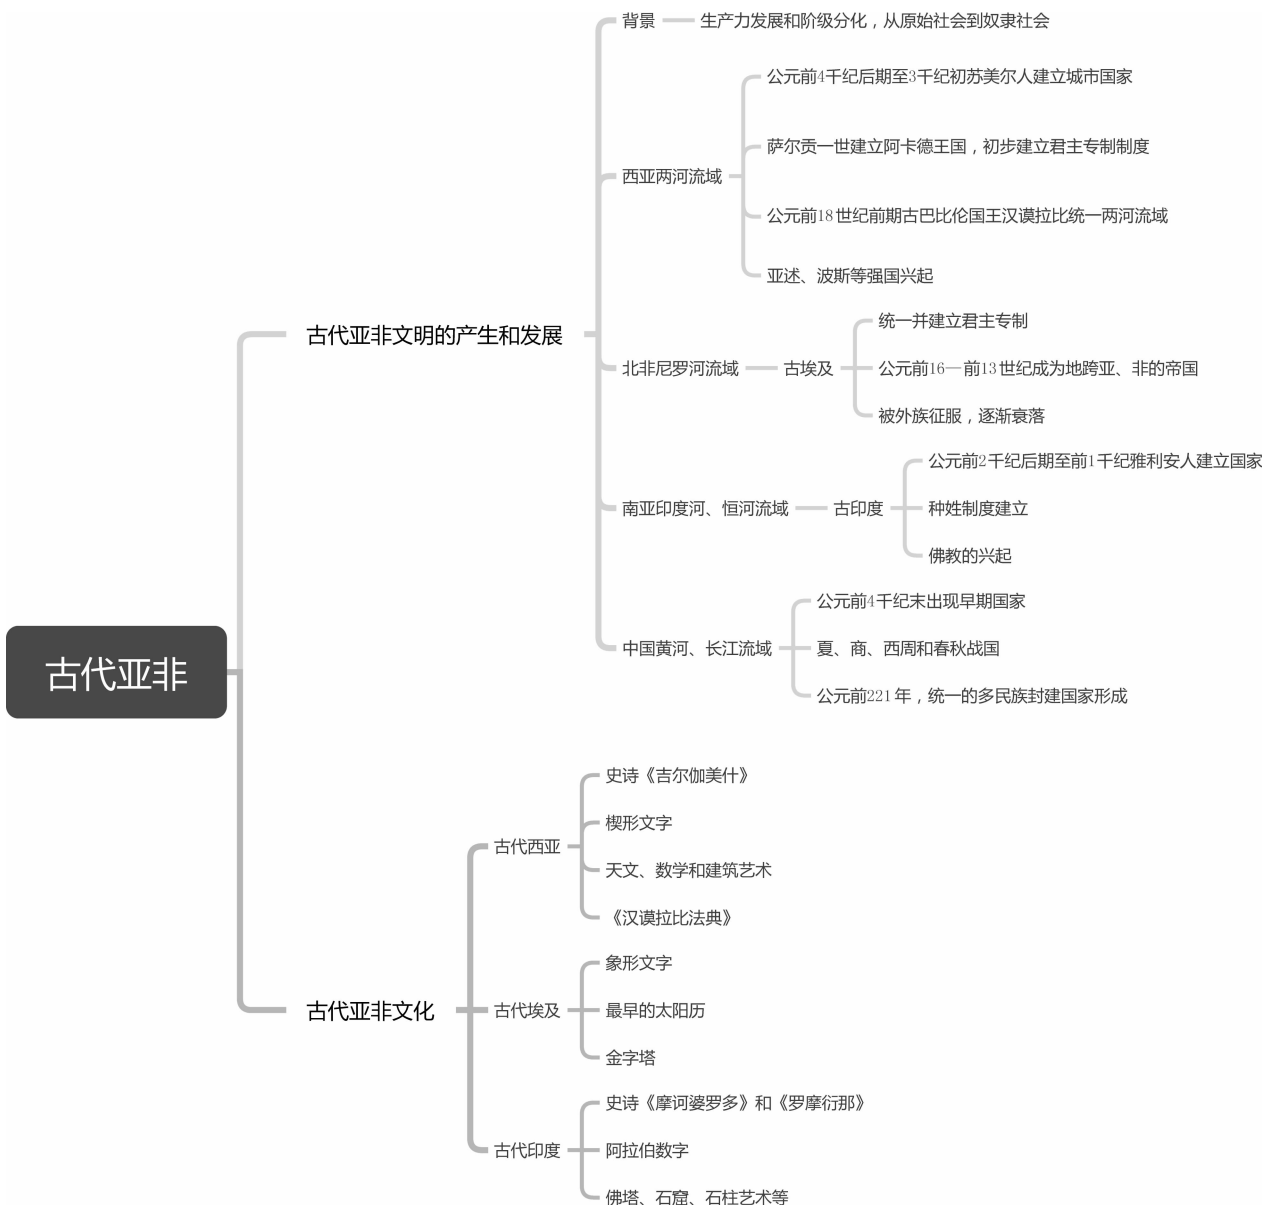 古代亚非
古代亚非文明的产生和发展
背景
生产力发展和阶级分化，从原始社会到奴隶社会
西亚两河流域
公元前4千纪后期至3千纪初苏美尔人建立城市国家
萨尔贡一世建立阿卡德王国，初步建立君主专制制度
公元前18世纪前期古巴比伦国王汉谟拉比统一两河流域
亚述、波斯等强国兴起
北非尼罗河流域
古埃及
统一并建立君主专制
公元前16—前13世纪成为地跨亚、非的帝国
被外族征服，逐渐衰落
南亚印度河、恒河流域
古印度
公元前2千纪后期至前1千纪雅利安人建立国家
种姓制度建立
佛教的兴起
中国黄河、长江流域
公元前4千纪末出现早期国家
夏、商、西周和春秋战国
公元前221年，统一的多民族封建国家形成
古代亚非文化
古代西亚
史诗《吉尔伽美什》
楔形文字
天文、数学和建筑艺术
《汉谟拉比法典》
古代埃及
象形文字
最早的太阳历
金字塔
古代印度
史诗《摩诃婆罗多》和《罗摩衍那》
阿拉伯数字
佛塔、石窟、石柱艺术等